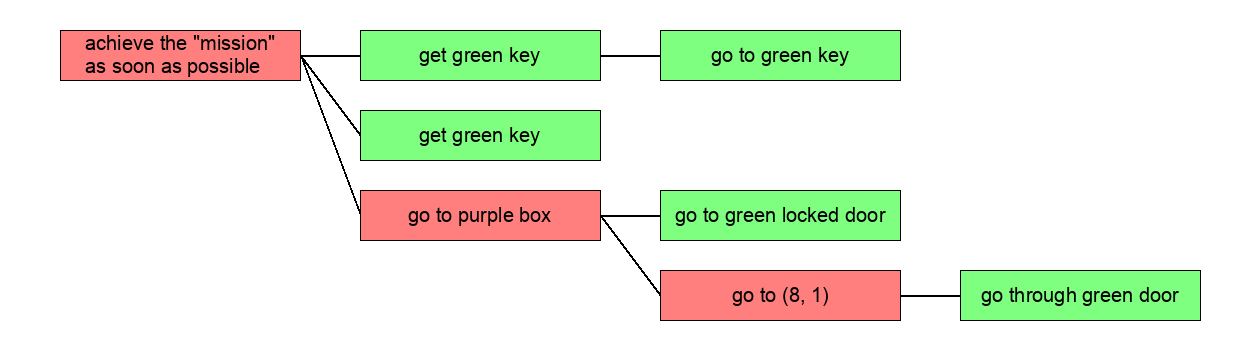 achieve the "mission"
as soon as possible
get green key
go to green key
get green key
go to purple box
go to green locked door
go to (8, 1)
go through green door